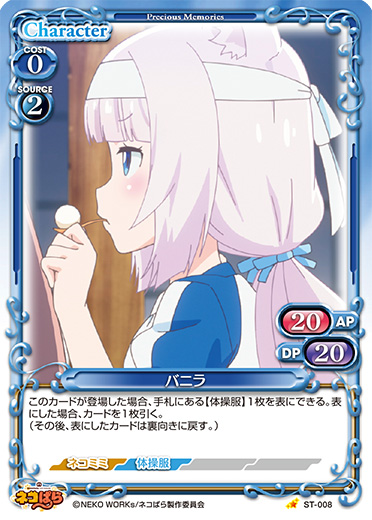 Precious Memories
Character
COST
0
SOURCE
2
20 AP
DP 20
バニラ
このカードが登場した場合、手札にある【体操服】1枚を表にできる。表
にした場合、カードを1枚引く。
(その後、表にしたカードは裏向きに戻す。)
ネコミミ 体操服
ネコぱら
©NEKO WORKs/ネコぱら製作委員会
ST-008